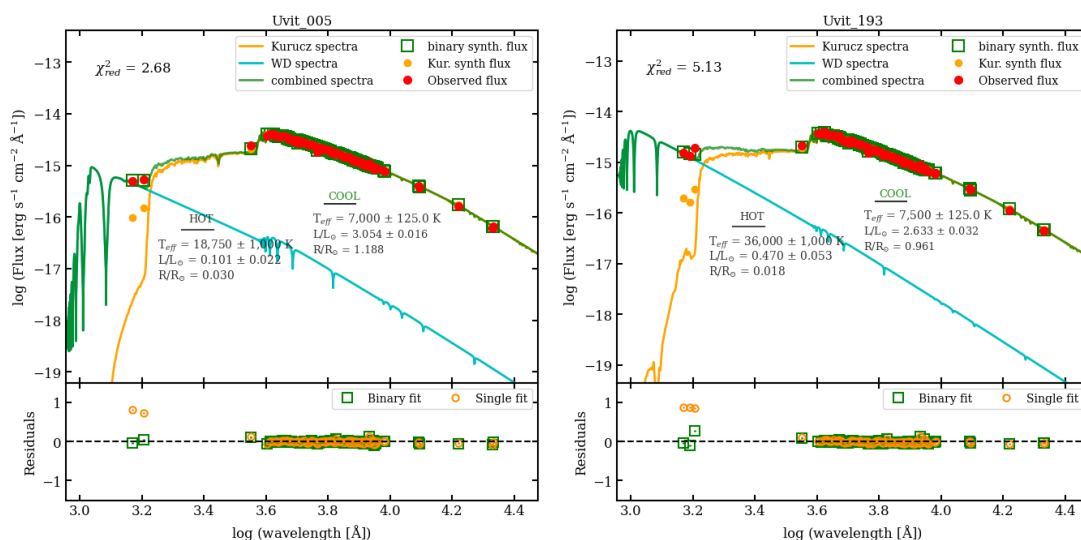 Uvit_005
log (Flux [erg s⁻¹ cm⁻² Å⁻¹])
−13
−14
−15
−16
−17
−18
−19
χ²red = 2.68
Kurucz spectra
WD spectra
combined spectra
binary synth. flux
Kur. synth flux
Observed flux
COOL
Teff = 7,000 ± 125.0 K
L/L⊙ = 3.054 ± 0.016
R/R⊙ = 1.188
HOT
Teff = 18,750 ± 1,000 K
L/L⊙ = 0.101 ± 0.022
R/R⊙ = 0.030
Residuals
1
0
−1
Binary fit
Single fit
3.0 3.2 3.4 3.6 3.8 4.0 4.2 4.4
log (wavelength [Å])
Uvit_193
log (Flux [erg s⁻¹ cm⁻² Å⁻¹])
−13
−14
−15
−16
−17
−18
−19
χ²red = 5.13
Kurucz spectra
WD spectra
combined spectra
binary synth. flux
Kur. synth flux
Observed flux
COOL
Teff = 7,500 ± 125.0 K
L/L⊙ = 2.633 ± 0.032
R/R⊙ = 0.961
HOT
Teff = 36,000 ± 1,000 K
L/L⊙ = 0.470 ± 0.053
R/R⊙ = 0.018
Residuals
1
0
−1
Binary fit
Single fit
3.0 3.2 3.4 3.6 3.8 4.0 4.2 4.4
log (wavelength [Å])